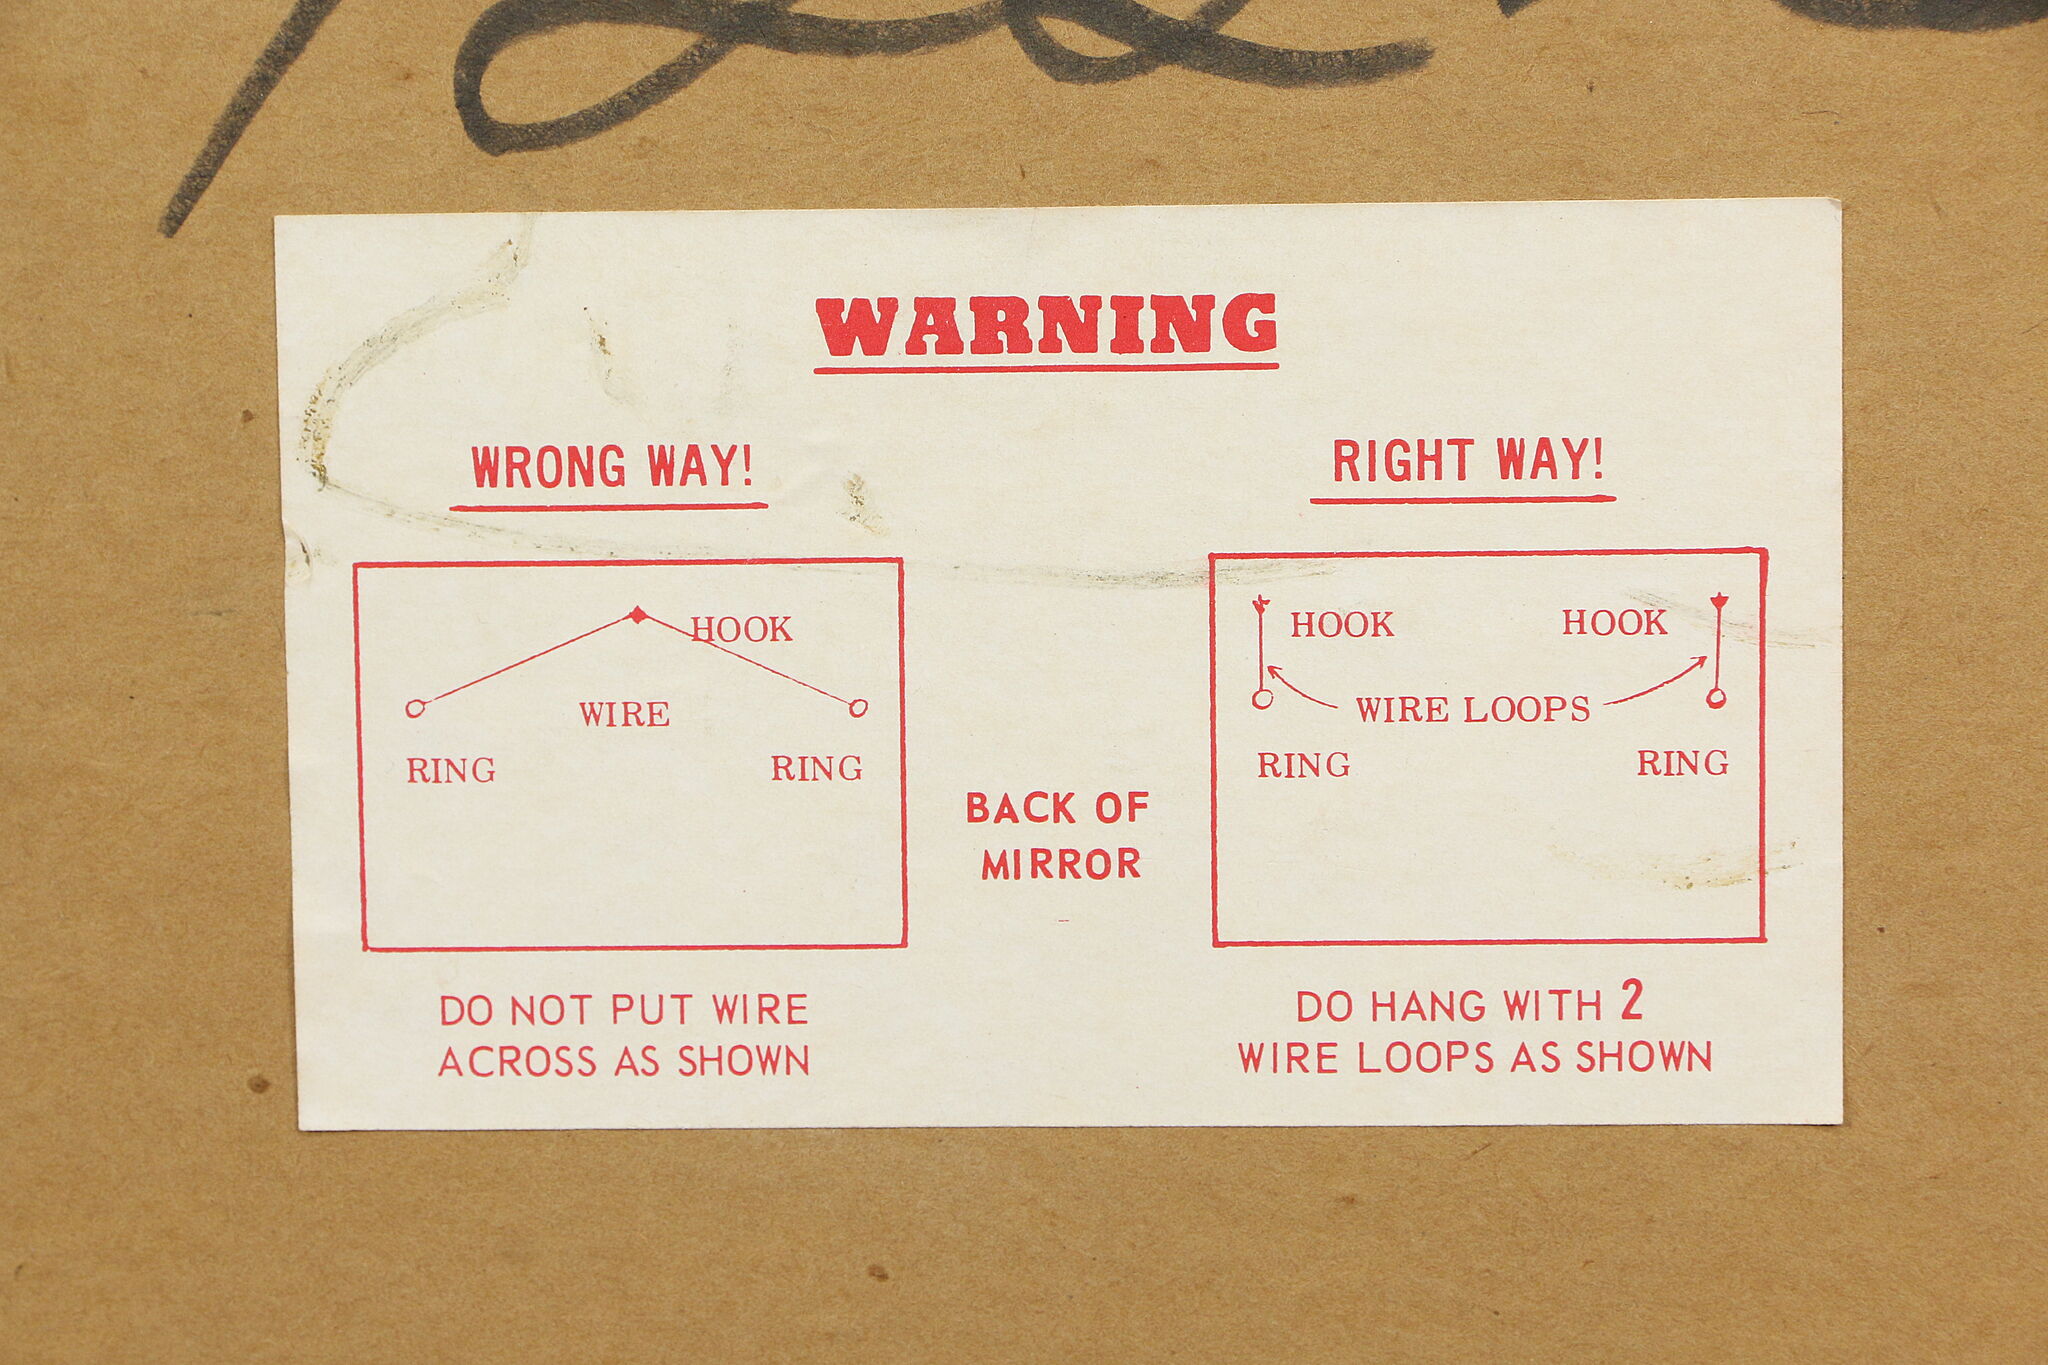 WARNING
WRONG WAY!
HOOK
WIRE
RING RING
DO NOT PUT WIRE
ACROSS AS SHOWN
BACK OF
MIRROR
RIGHT WAY!
HOOK HOOK
WIRE LOOPS
RING RING
DO HANG WITH 2
WIRE LOOPS AS SHOWN